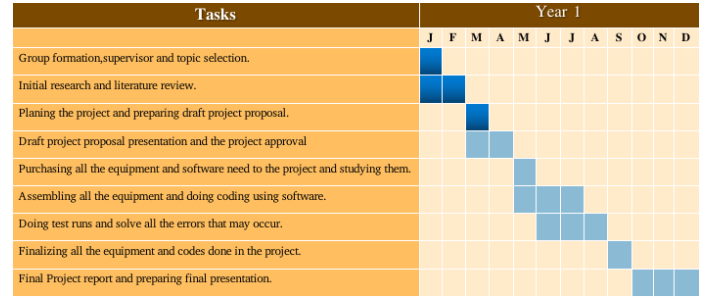 Tasks Year 1
J F M A M J J A S O N D
Group formation,supervisor and topic selection.
Initial research and literature review.
Planing the project and preparing draft project proposal.
Draft project proposal presentation and the project approval
Purchasing all the equipment and software need to the project and studying them.
Assembling all the equipment and doing coding using software.
Doing test runs and solve all the errors that may occur.
Finalizing all the equipment and codes done in the project.
Final Project report and preparing final presentation.